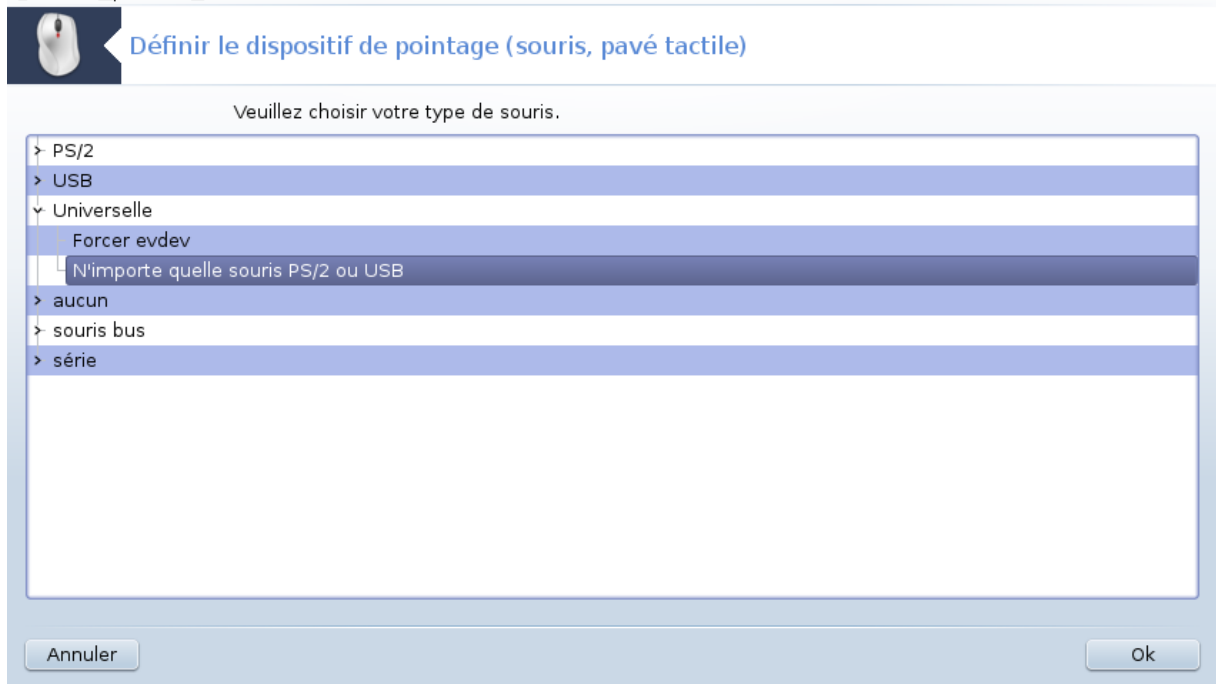 Définir le dispositif de pointage (souris, pavé tactile)
Veuillez choisir votre type de souris.
PS/2
USB
Universelle
Forcer evdev
N'importe quelle souris PS/2 ou USB
aucun
souris bus
série
Annuler
Ok